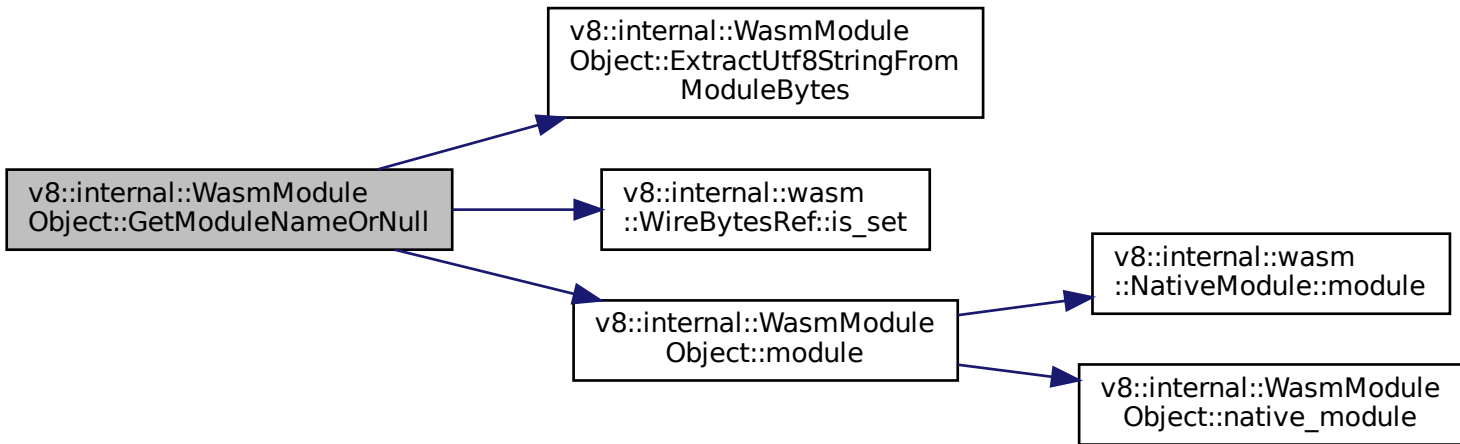 v8::internal::WasmModule
Object::ExtractUtf8StringFrom
ModuleBytes
v8::internal::WasmModule
Object::GetModuleNameOrNull
v8::internal::wasm
::WireBytesRef::is_set
v8::internal::WasmModule
Object::module
v8::internal::wasm
::NativeModule::module
v8::internal::WasmModule
Object::native_module